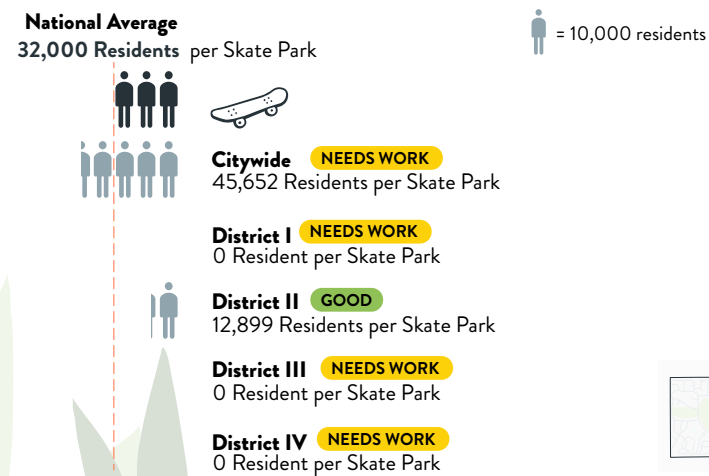 National Average
32,000 Residents per Skate Park
= 10,000 residents
Citywide NEEDS WORK
45,652 Residents per Skate Park
District I NEEDS WORK
0 Resident per Skate Park
District II GOOD
12,899 Residents per Skate Park
District III NEEDS WORK
0 Resident per Skate Park
District IV NEEDS WORK
0 Resident per Skate Park